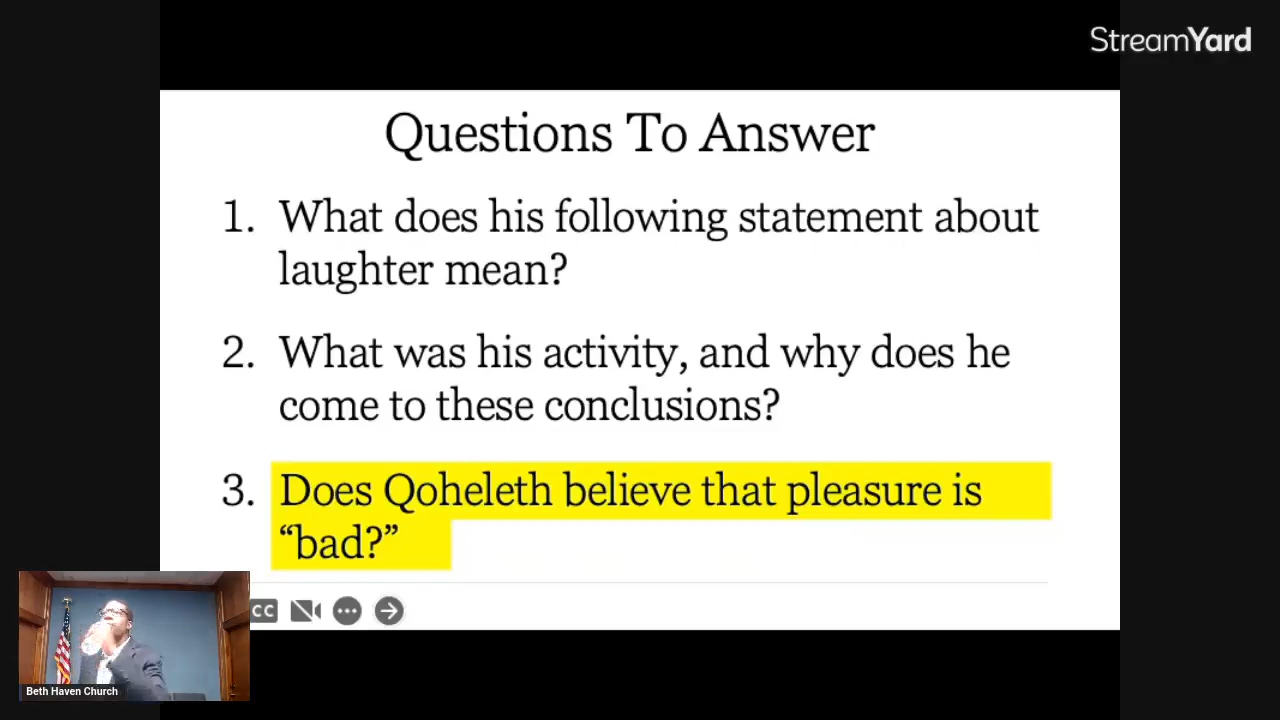 StreamYard
Questions To Answer
1. What does his following statement about
laughter mean?
2. What was his activity, and why does he
come to these conclusions?
3. Does Qoheleth believe that pleasure is
“bad?”
CC
Beth Haven Church